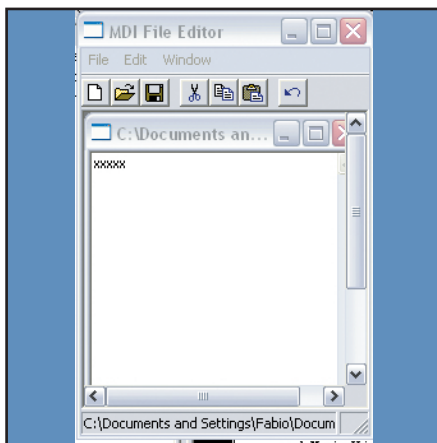 MDI File Editor
File Edit Window
C:\Documents an...
xxxxx
C:\Documents and Settings\Fabio\Docum